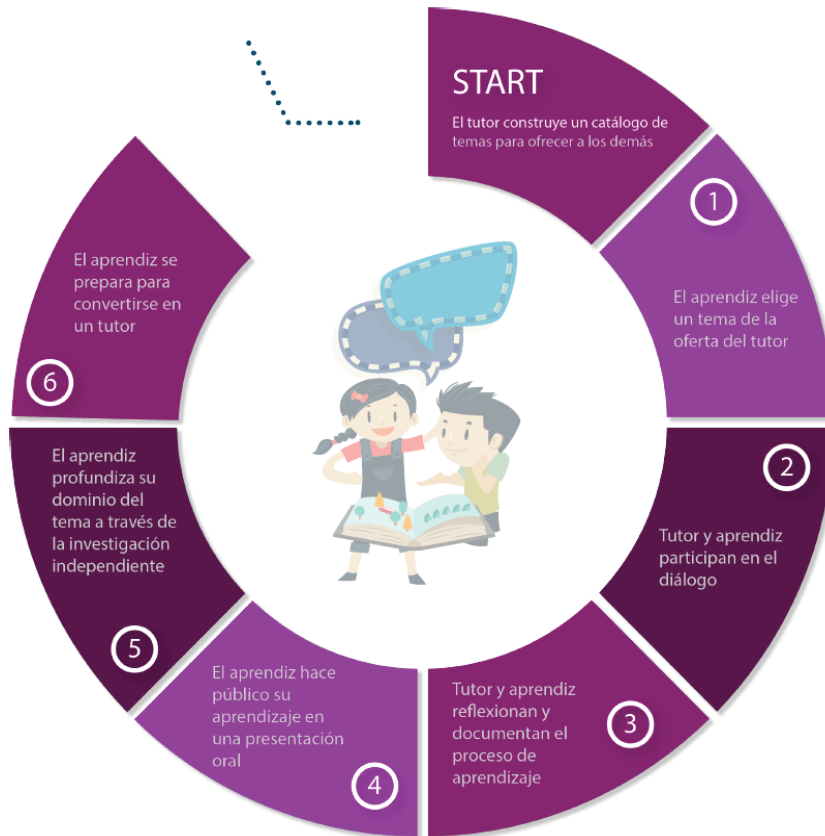 START
El tutor construye un catálogo de
temas para ofrecer a los demás
1
El aprendiz elige
un tema de la
oferta del tutor
2
Tutor y aprendiz
participan en el
diálogo
Tutor y aprendiz
reflexionan y
documentan el
proceso de
aprendizaje
3
El aprendiz hace
público su
aprendizaje en
una presentación
oral
4
El aprendiz
profundiza su
dominio del
tema a través de
la investigación
independiente
5
El aprendiz se
prepara para
convertirse en
un tutor
6